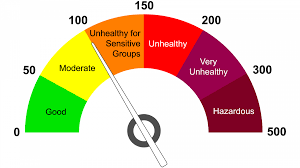 150
100
200
Unhealthy for
Sensitive
Groups
Unhealthy
50
Moderate
Very
Unhealthy
300
Good
Hazardous
0
500